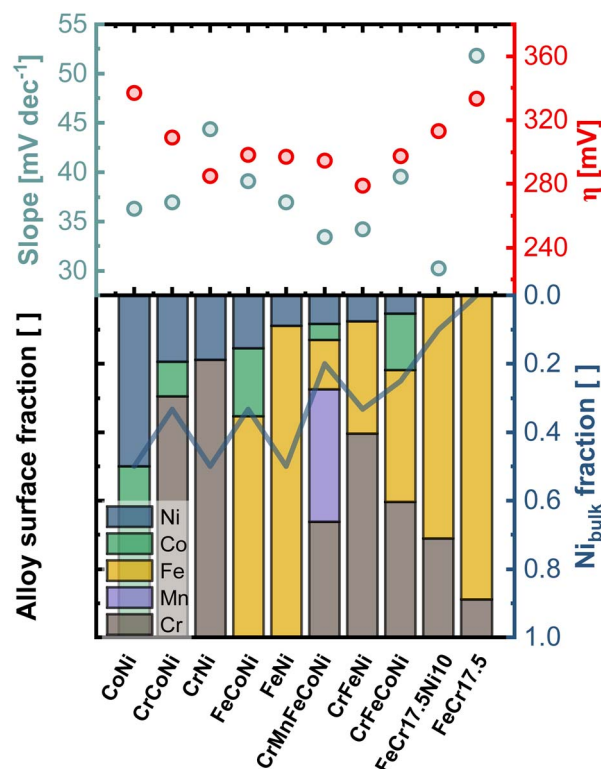 55
50
45
40
35
30
Slope [mV dec⁻¹]
360
320
280
240
η [mV]
Alloy surface fraction [ ]
0.0
0.2
0.4
0.6
0.8
1.0
Ni_bulk fraction [ ]
Ni
Co
Fe
Mn
Cr
CoNi
CrCoNi
CrNi
FeCoNi
FeNi
CrMnFeCoNi
CrFeNi
CrFeCoNi
FeCr17.5Ni10
FeCr17.5